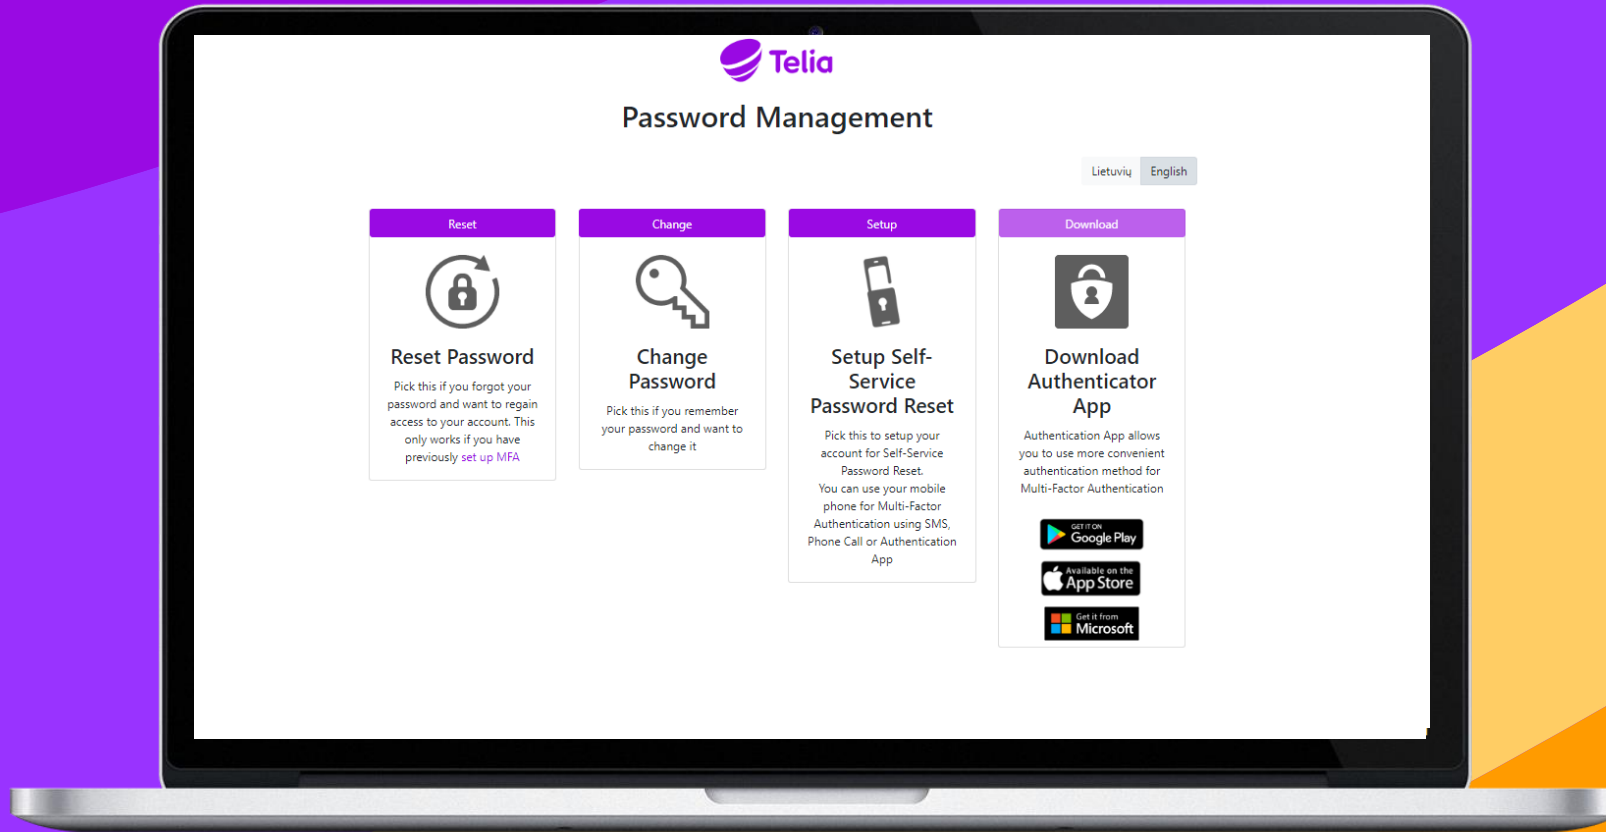 Telia
Password Management
Lietuvių English
Reset
Reset Password
Pick this if you forgot your
password and want to regain
access to your account. This
only works if you have
previously set up MFA
Change
Change
Password
Pick this if you remember
your password and want to
change it
Setup
Setup Self-
Service
Password Reset
Pick this to setup your
account for Self-Service
Password Reset.
You can use your mobile
phone for Multi-Factor
Authentication using SMS,
Phone Call or Authentication
App
Download
Download
Authenticator
App
Authentication App allows
you to use more convenient
authentication method for
Multi-Factor Authentication
GET IT ON
Google Play
Available on the
App Store
Get it from
Microsoft